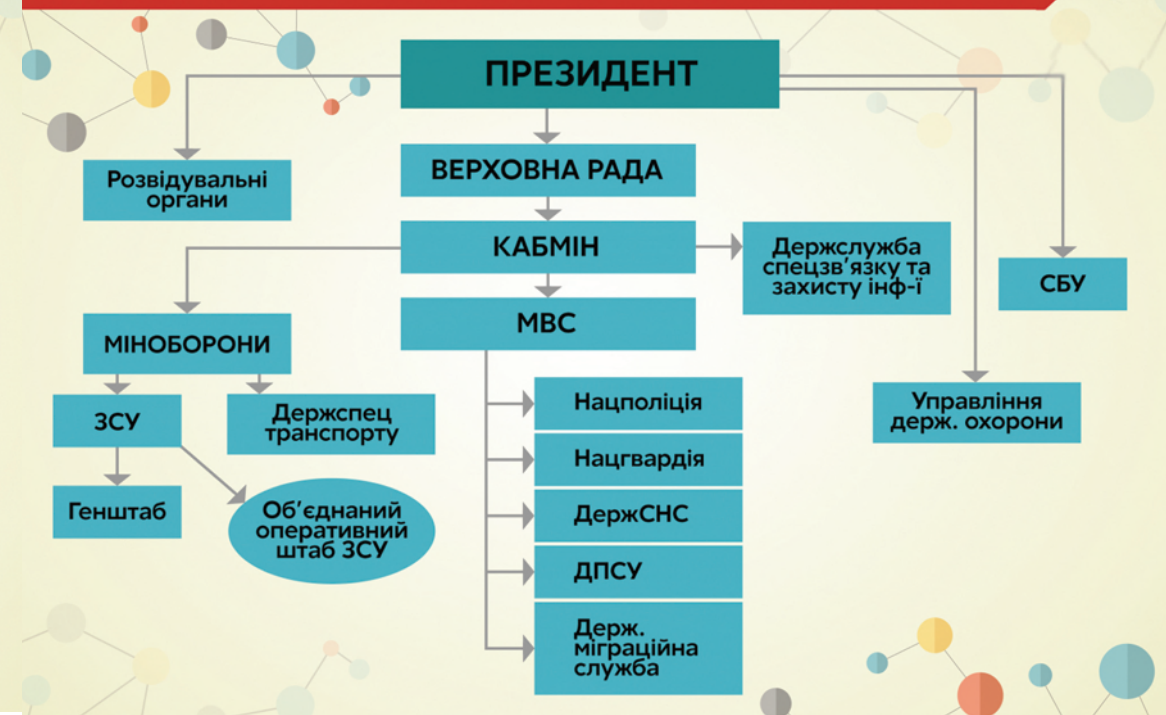 ПРЕЗИДЕНТ
Розвідувальні
органи
ВЕРХОВНА РАДА
КАБМІН
Держслужба
спецзв'язку та
захисту інф-ї
СБУ
МВС
МІНОБОРОНИ
ЗСУ
Держспец
транспорту
Управління
держ. охорони
Нацполіція
Нацгвардія
Генштаб
Об'єднаний
оперативний
штаб ЗСУ
ДержСНС
ДПСУ
Держ.
міграційна
служба